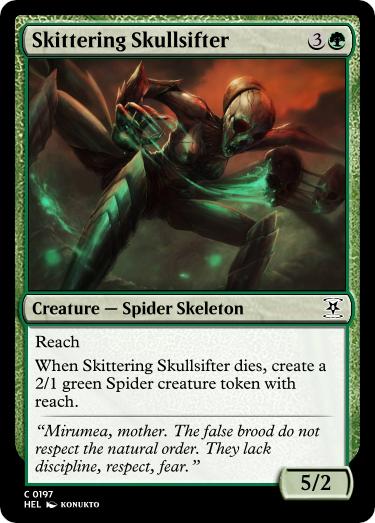 Skittering Skullsifter 3
Creature — Spider Skeleton
Reach
When Skittering Skullsifter dies, create a
2/1 green Spider creature token with
reach.
“Mirumea, mother. The false brood do not
respect the natural order. They lack
discipline, respect, fear.”
5/2
C 0197
HEL KONUKTO